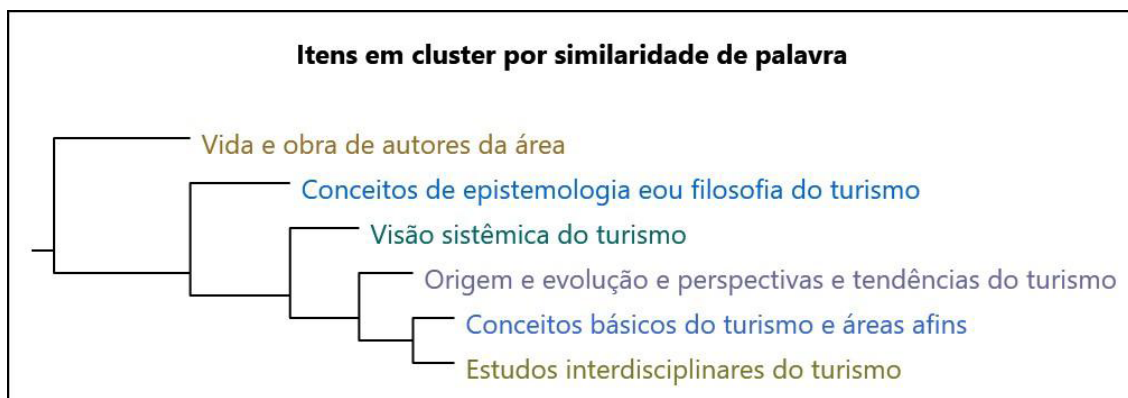 Itens em cluster por similaridade de palavra
Vida e obra de autores da área
Conceitos de epistemologia eou filosofia do turismo
Visão sistêmica do turismo
Origem e evolução e perspectivas e tendências do turismo
Conceitos básicos do turismo e áreas afins
Estudos interdisciplinares do turismo